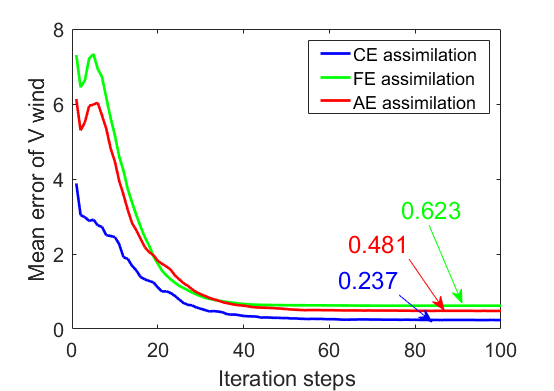 8
6
4
2
0
Mean error of V wind
CE assimilation
FE assimilation
AE assimilation
0.623
0.481
0.237
0 20 40 60 80 100
Iteration steps